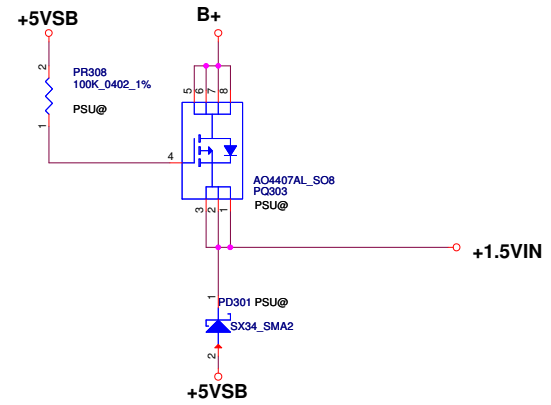 +5VSB
B+
2
PR308
100K_0402_1%
PSU@
1
5
6
7
8
4
AO4407AL_SO8
PQ303
PSU@
3
2
1
+1.5VIN
1
PD301 PSU@
SX34_SMA2
2
+5VSB